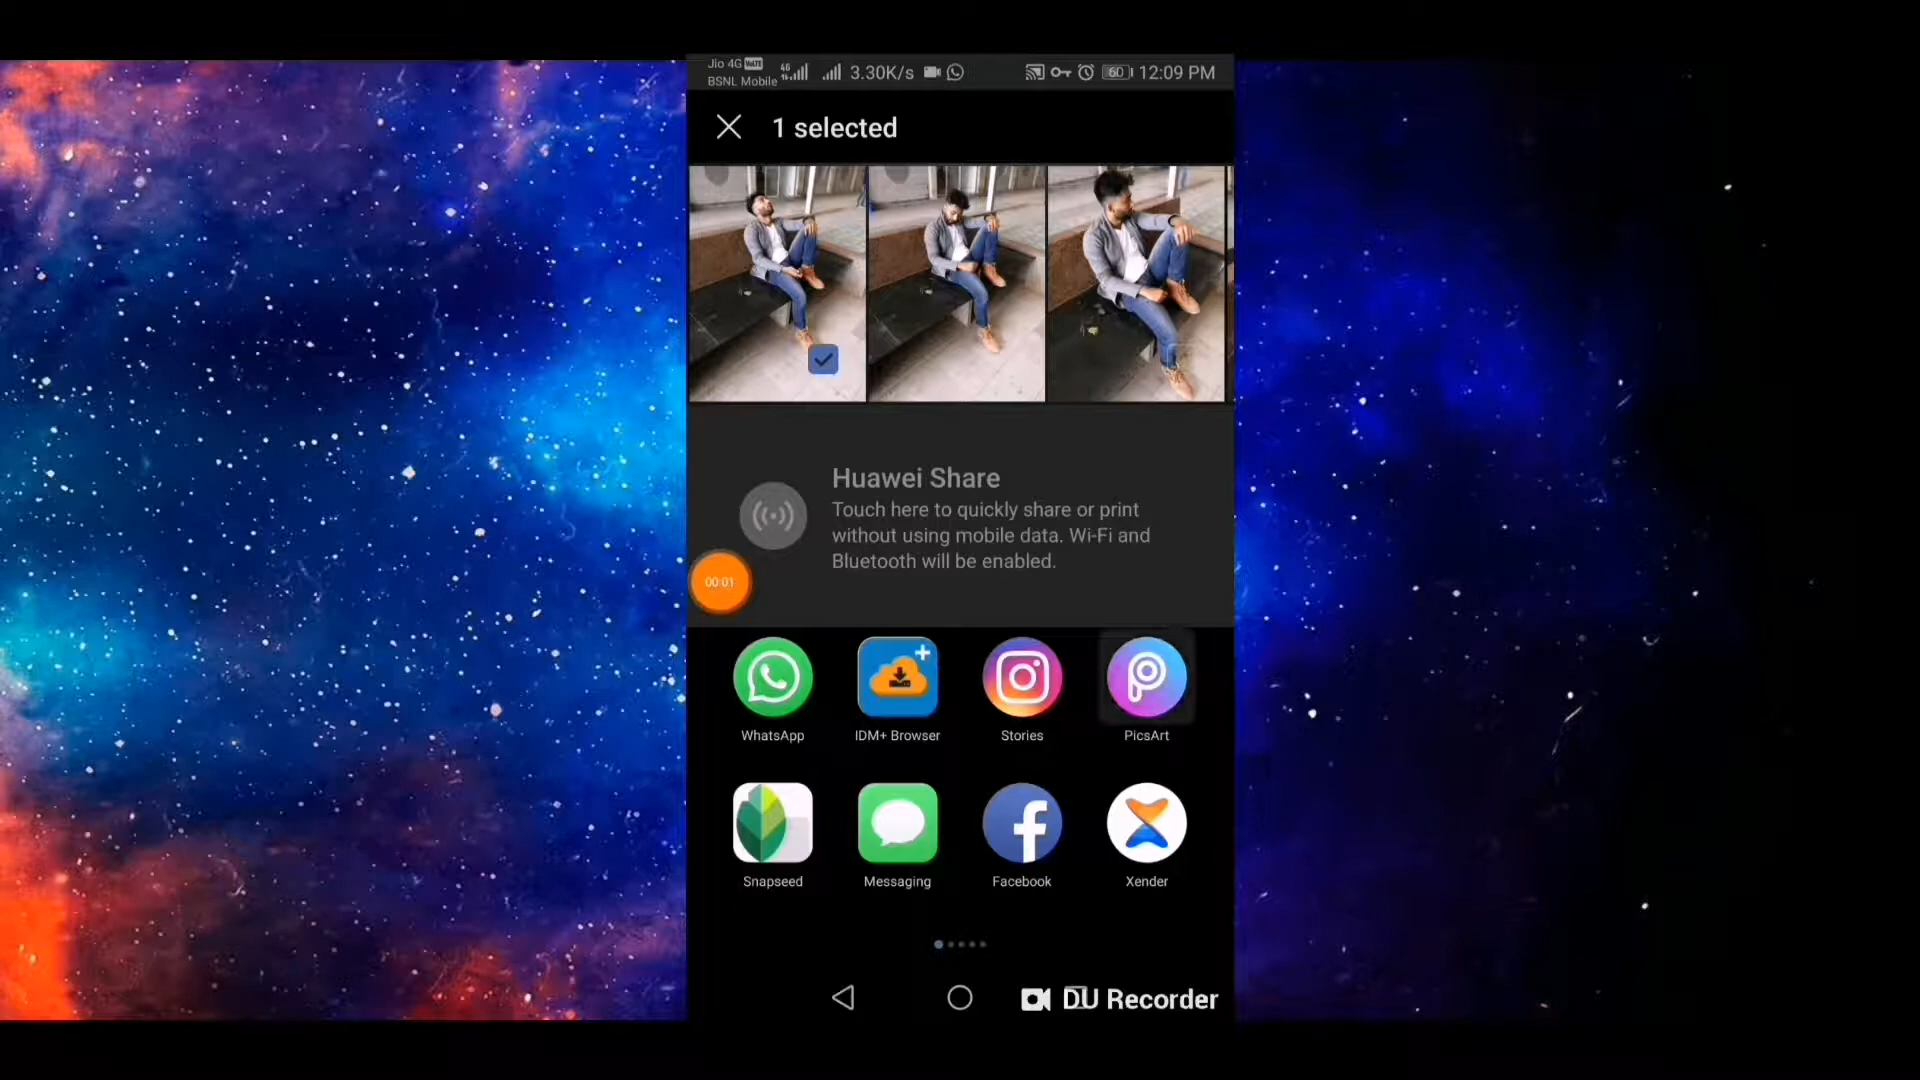 Jio 4G VoLTE
BSNL Mobile
4G
3.30K/s
60
12:09 PM
1 selected
Huawei Share
Touch here to quickly share or print
without using mobile data. Wi-Fi and
Bluetooth will be enabled.
00:01
WhatsApp
IDM+ Browser
Stories
PicsArt
Snapseed
Messaging
Facebook
Xender
DU Recorder